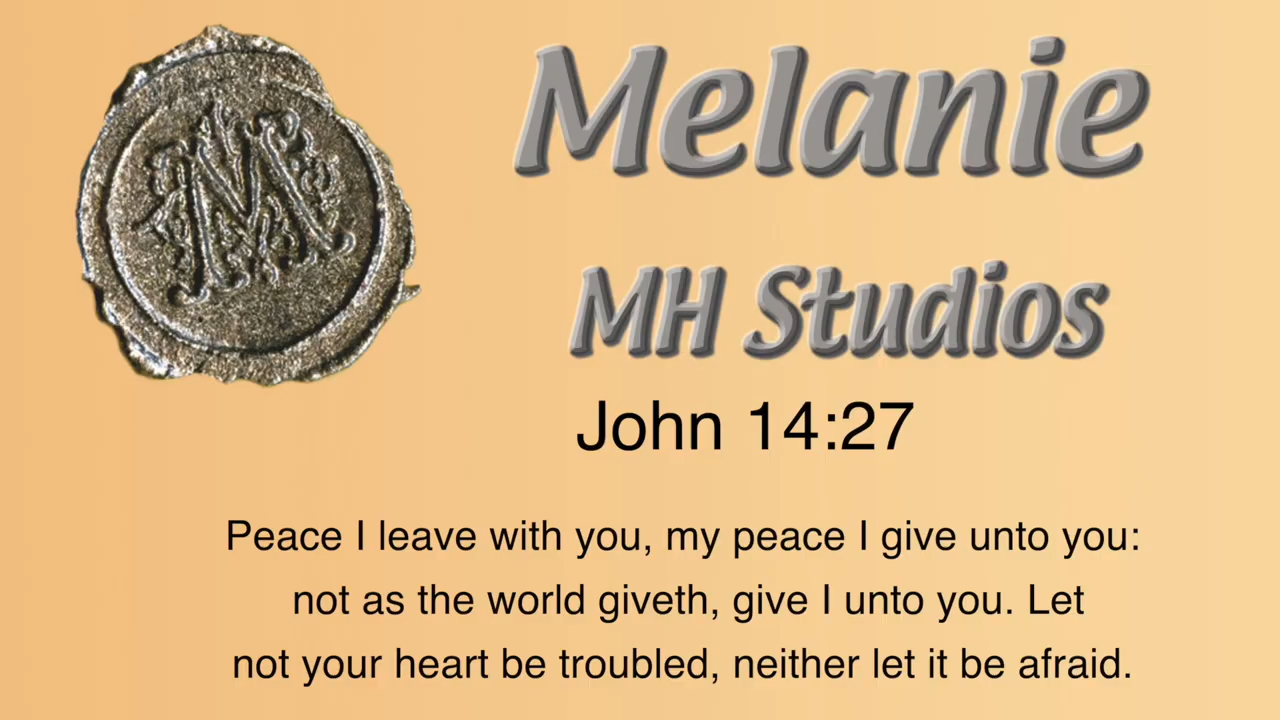 M
Melanie
MH Studios
John 14:27
Peace I leave with you, my peace I give unto you:
not as the world giveth, give I unto you. Let
not your heart be troubled, neither let it be afraid.